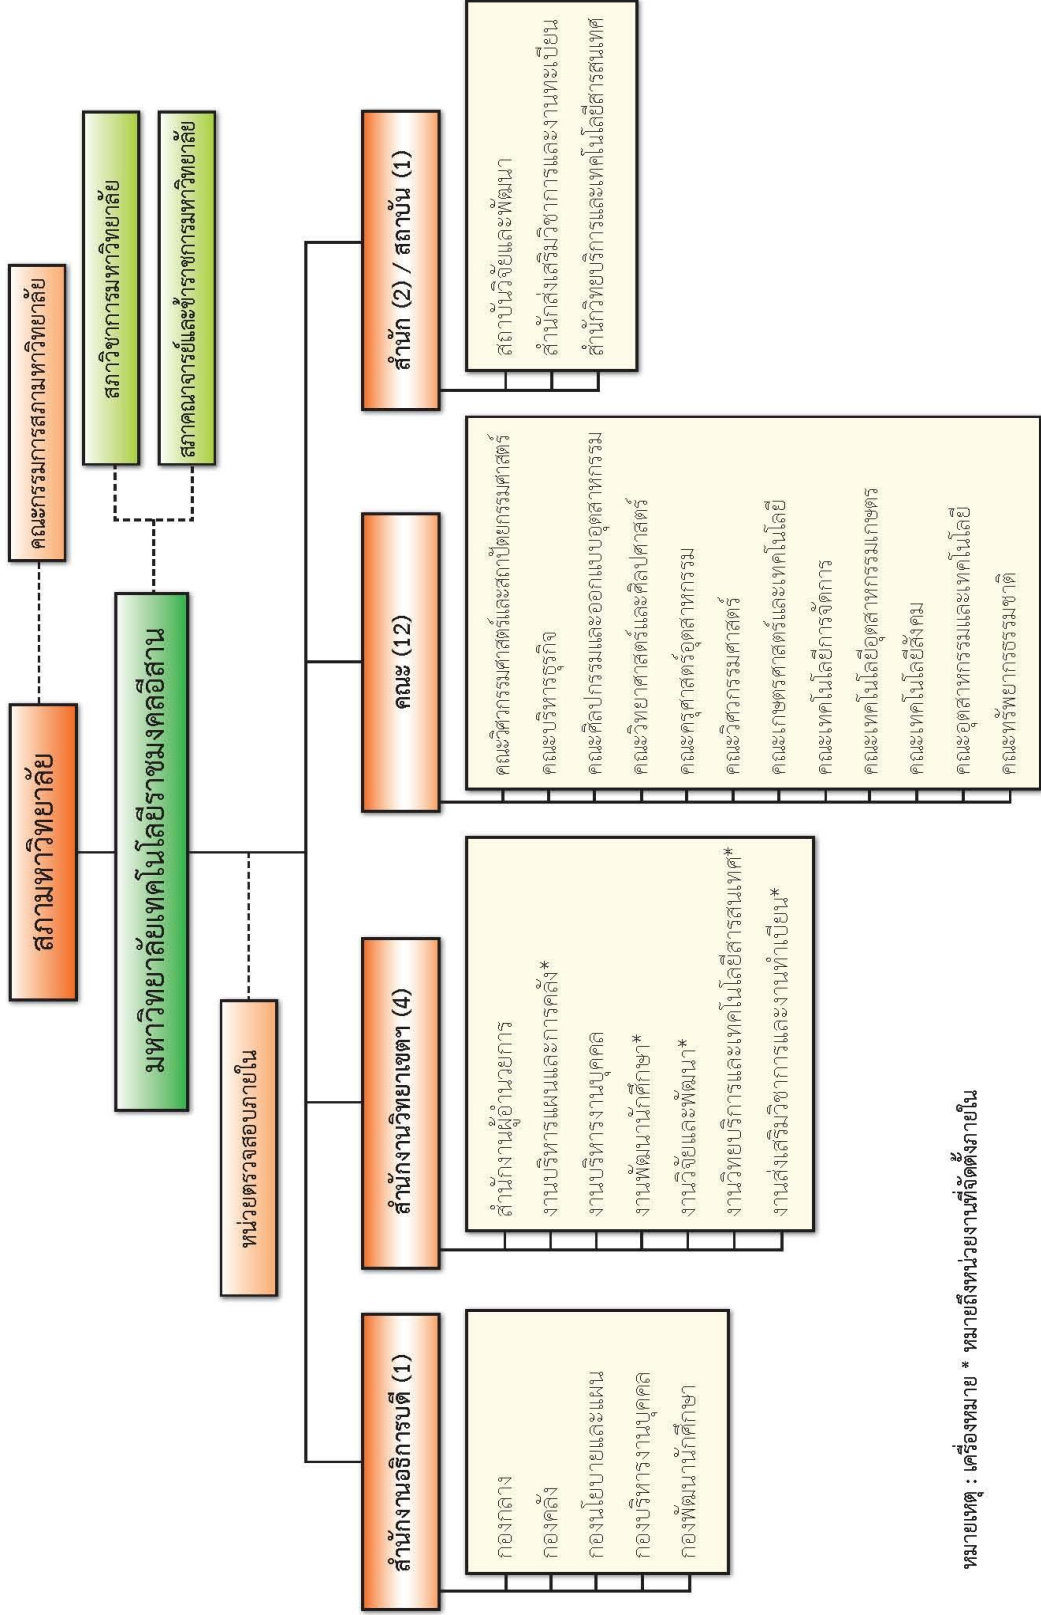 สภามหาวิทยาลัย
คณะกรรมการสภามหาวิทยาลัย
มหาวิทยาลัยเทคโนโลยีราชมงคลอีสาน
สภาวิชาการมหาวิทยาลัย
สภาคณาจารย์และข้าราชการมหาวิทยาลัย
หน่วยตรวจสอบภายใน
สำนักงานอธิการบดี (1)
กองกลาง
กองคลัง
กองนโยบายและแผน
กองบริหารงานบุคคล
กองพัฒนานักศึกษา
สำนักงานวิทยาเขตฯ (4)
สำนักงานผู้อำนวยการ
งานบริหารแผนและการคลัง*
งานบริหารงานบุคคล
งานพัฒนานักศึกษา*
งานวิจัยและพัฒนา*
งานวิทยบริการและเทคโนโลยีสารสนเทศ*
งานส่งเสริมวิชาการและงานทำเบียน*
คณะ (12)
คณะวิศวกรรมศาสตร์และสถาปัตยกรรมศาสตร์
คณะบริหารธุรกิจ
คณะศิลปกรรมและออกแบบอุตสาหกรรม
คณะวิทยาศาสตร์และศิลปศาสตร์
คณะครุศาสตร์อุตสาหกรรม
คณะวิศวกรรมศาสตร์
คณะเกษตรศาสตร์และเทคโนโลยี
คณะเทคโนโลยีการจัดการ
คณะเทคโนโลยีอุตสาหกรรมเกษตร
คณะเทคโนโลยีสังคม
คณะอุตสาหกรรมและเทคโนโลยี
คณะทรัพยากรธรรมชาติ
สำนัก (2) / สถาบัน (1)
สถาบันวิจัยและพัฒนา
สำนักส่งเสริมวิชาการและงานทะเบียน
สำนักวิทยบริการและเทคโนโลยีสารสนเทศ
หมายเหตุ : เครื่องหมาย * หมายถึงหน่วยงานที่จัดตั้งภายใน